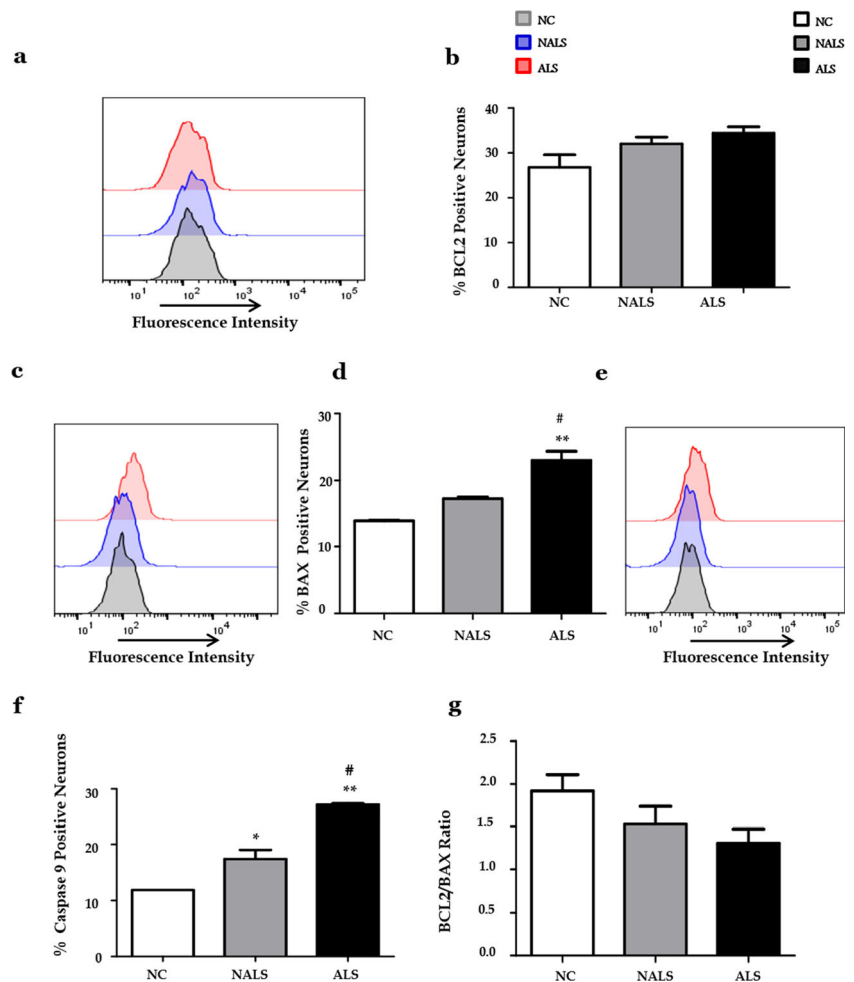 NC
NALS
ALS
NC
NALS
ALS
a
10¹ 10² 10³ 10⁴ 10⁵
Fluorescence Intensity
b
% BCL2 Positive Neurons
40
30
20
10
0
NC NALS ALS
c
10¹ 10² 10⁴
Fluorescence Intensity
d
% BAX Positive Neurons
30
20
10
0
#
**
NC NALS ALS
e
10¹ 10² 10³ 10⁴ 10⁵
Fluorescence Intensity
f
% Caspase 9 Positive Neurons
30
20
10
0
*
#
**
NC NALS ALS
g
BCL2/BAX Ratio
2.5
2.0
1.5
1.0
0.5
0.0
NC NALS ALS